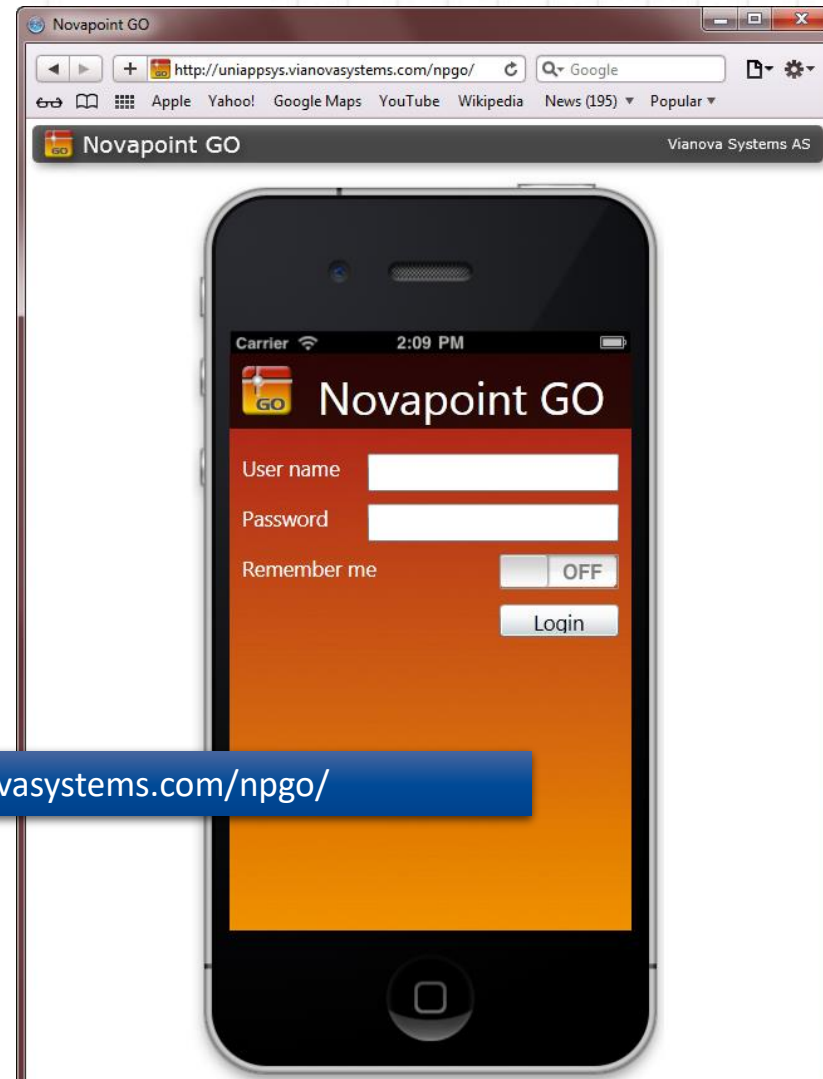 Novapoint GO
http://uniappsys.vianovasystems.com/npgo/ Google
Apple Yahoo! Google Maps YouTube Wikipedia News (195) Popular
GO Novapoint GO Vianova Systems AS
Carrier 2:09 PM
GO Novapoint GO
User name
Password
Remember me OFF
Login
vasystems.com/npgo/